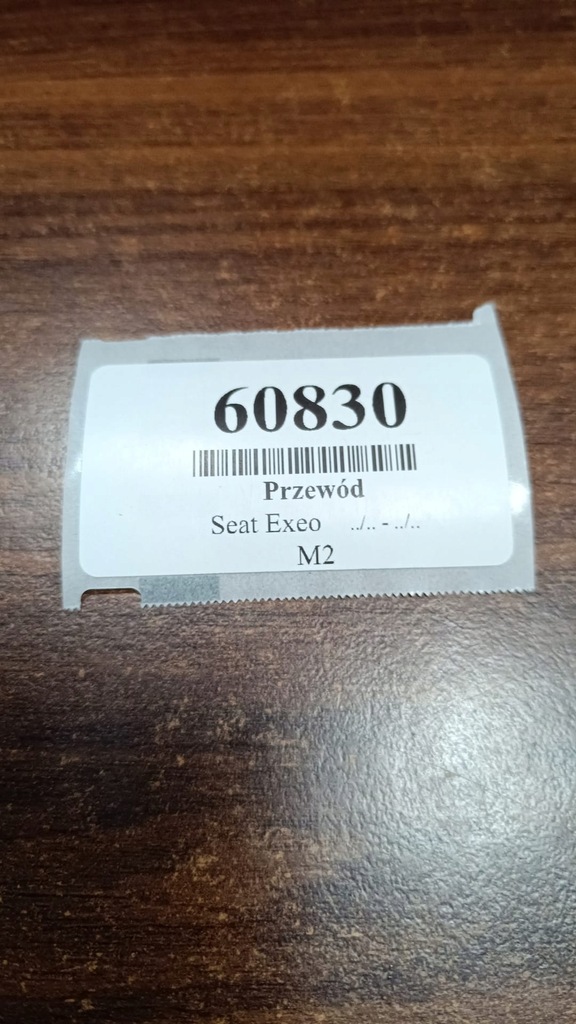 60830
Przewód
Seat Exeo ../.. - ../..
M2